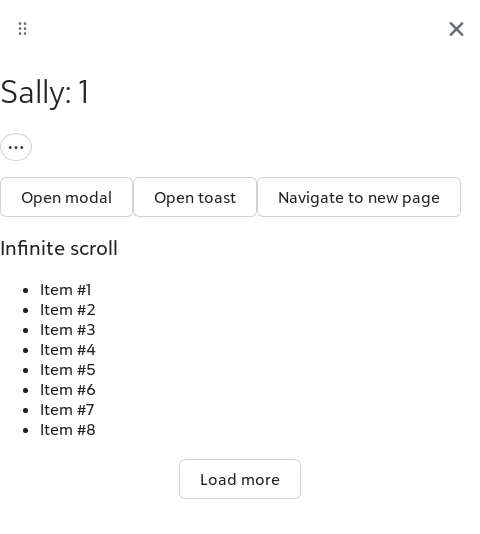 Sally: 1
Open modal
Open toast
Navigate to new page
Infinite scroll
Item #1
Item #2
Item #3
Item #4
Item #5
Item #6
Item #7
Item #8
Load more